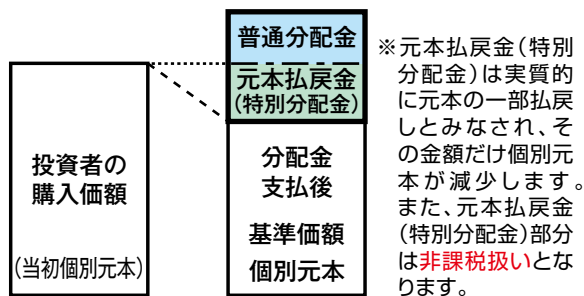 普通分配金
元本払戻金
(特別分配金)
投資者の
購入価額
(当初個別元本)
分配金
支払後
基準価額
個別元本
※元本払戻金(特別
分配金)は実質的
に元本の一部払戻
しとみなされ、そ
の金額だけ個別元
本が減少します。
また、元本払戻金
(特別分配金)部分
は非課税扱いとな
ります。